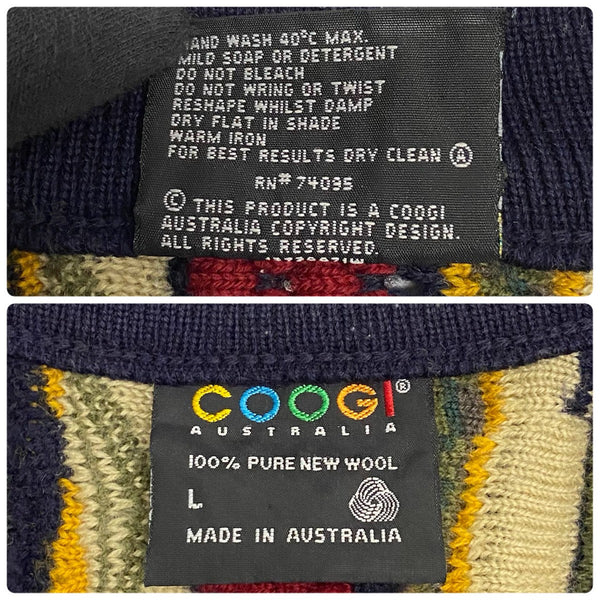 HAND WASH 40°C MAX.
MILD SOAP OR DETERGENT
DO NOT BLEACH
DO NOT WRING OR TWIST
RESHAPE WHILST DAMP
DRY FLAT IN SHADE
WARM IRON
FOR BEST RESULTS DRY CLEAN Ⓐ
RN# 74095
© THIS PRODUCT IS A COOGI
AUSTRALIA COPYRIGHT DESIGN.
ALL RIGHTS RESERVED.
COOGI®
AUSTRALIA
100% PURE NEW WOOL
L
MADE IN AUSTRALIA